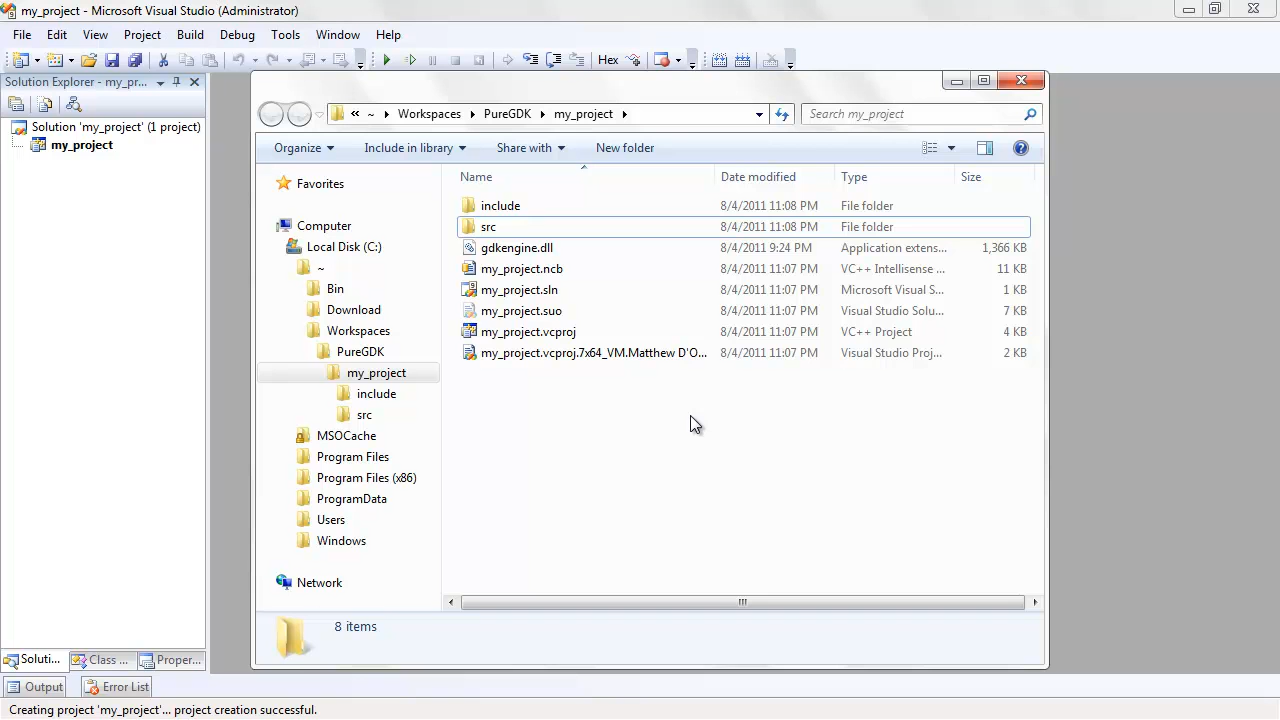 my_project - Microsoft Visual Studio (Administrator)
File Edit View Project Build Debug Tools Window Help
Hex
Solution Explorer - my_pr...
Solution 'my_project' (1 project)
my_project
~ Workspaces PureGDK my_project
Search my_project
Organize Include in library Share with New folder
Favorites
Computer
Local Disk (C:)
~
Bin
Download
Workspaces
PureGDK
my_project
include
src
MSOCache
Program Files
Program Files (x86)
ProgramData
Users
Windows
Network
Name Date modified Type Size
include 8/4/2011 11:08 PM File folder
src 8/4/2011 11:08 PM File folder
gdkengine.dll 8/4/2011 9:24 PM Application extens... 1,366 KB
my_project.ncb 8/4/2011 11:07 PM VC++ Intellisense ... 11 KB
my_project.sln 8/4/2011 11:07 PM Microsoft Visual S... 1 KB
my_project.suo 8/4/2011 11:07 PM Visual Studio Solu... 7 KB
my_project.vcproj 8/4/2011 11:07 PM VC++ Project 4 KB
my_project.vcproj.7x64_VM.Matthew D'O... 8/4/2011 11:07 PM Visual Studio Proj... 2 KB
8 items
Soluti... Class ... Proper...
Output Error List
Creating project 'my_project'... project creation successful.